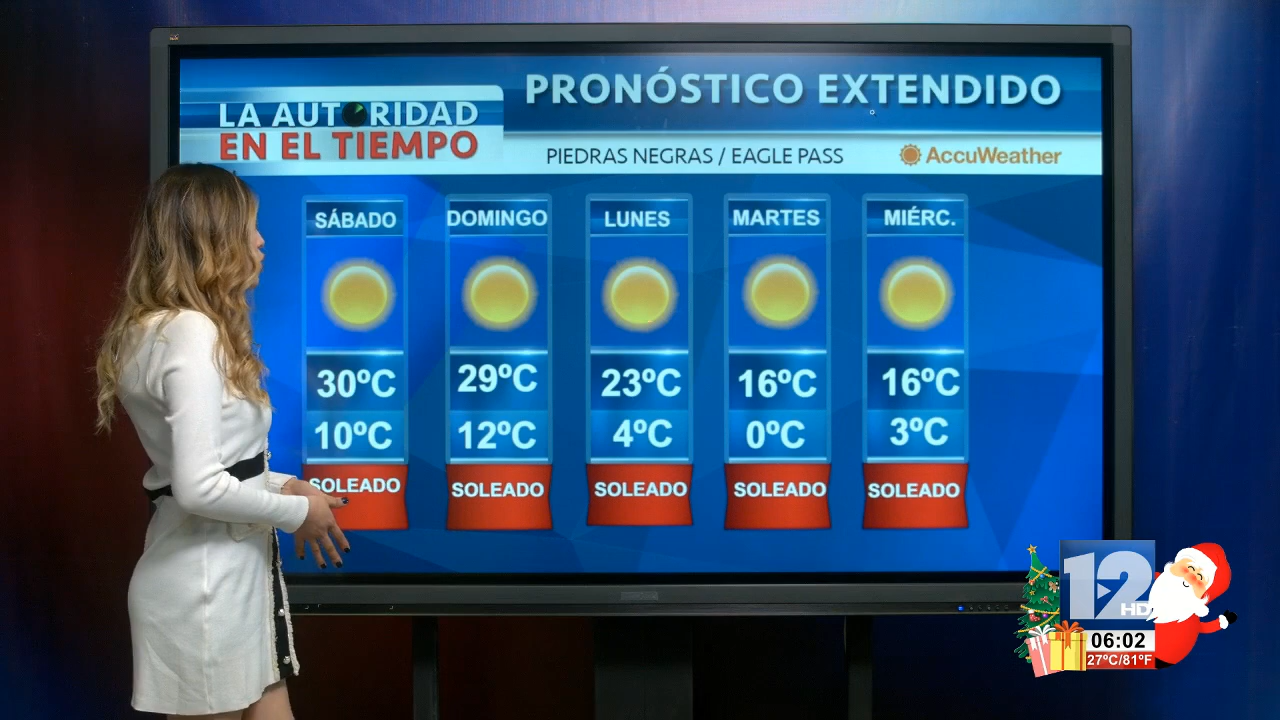 LA AUTORIDAD
EN EL TIEMPO
PRONÓSTICO EXTENDIDO
PIEDRAS NEGRAS / EAGLE PASS
AccuWeather
SÁBADO
DOMINGO
LUNES
MARTES
MIÉRC.
30ºC
29ºC
23ºC
16ºC
16ºC
10ºC
12ºC
4ºC
0ºC
3ºC
SOLEADO
SOLEADO
SOLEADO
SOLEADO
SOLEADO
12
HD
06:02
27ºC/81ºF